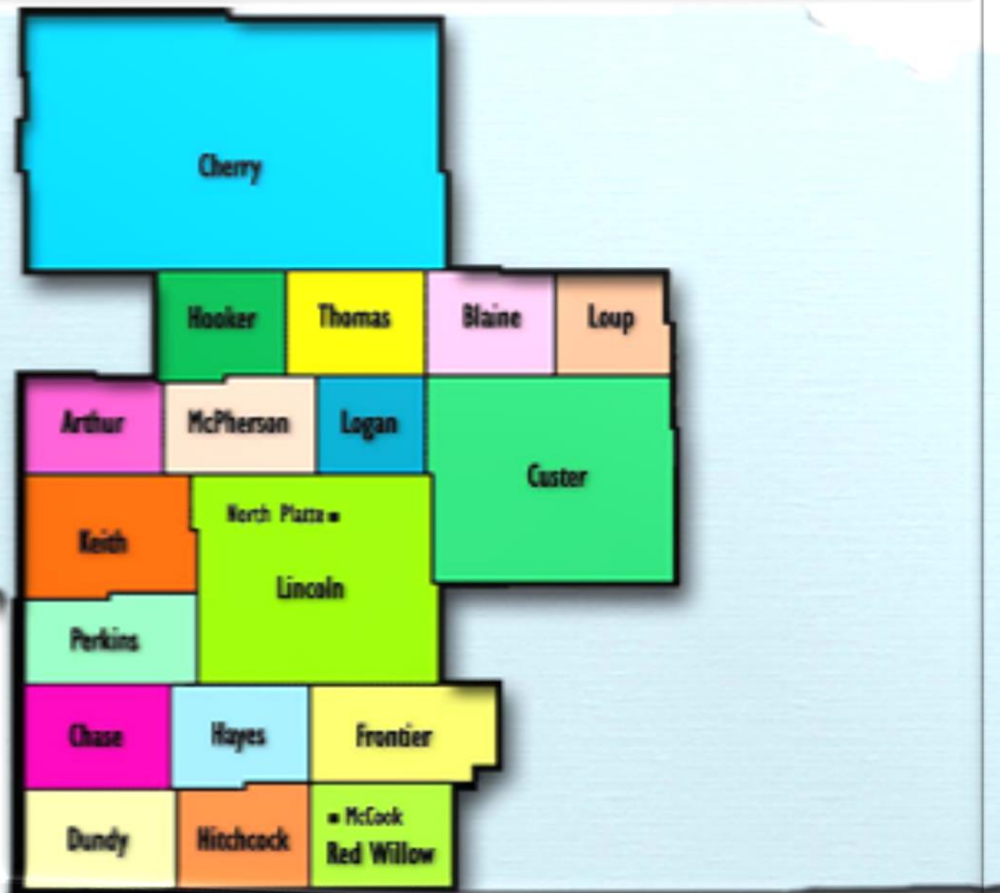 Cherry
Hooker
Thomas
Blaine
Loup
Arthur
McPherson
Logan
Custer
North Platte
Keith
Lincoln
Perkins
Chase
Hayes
Frontier
McCook
Dundy
Hitchcock
Red Willow